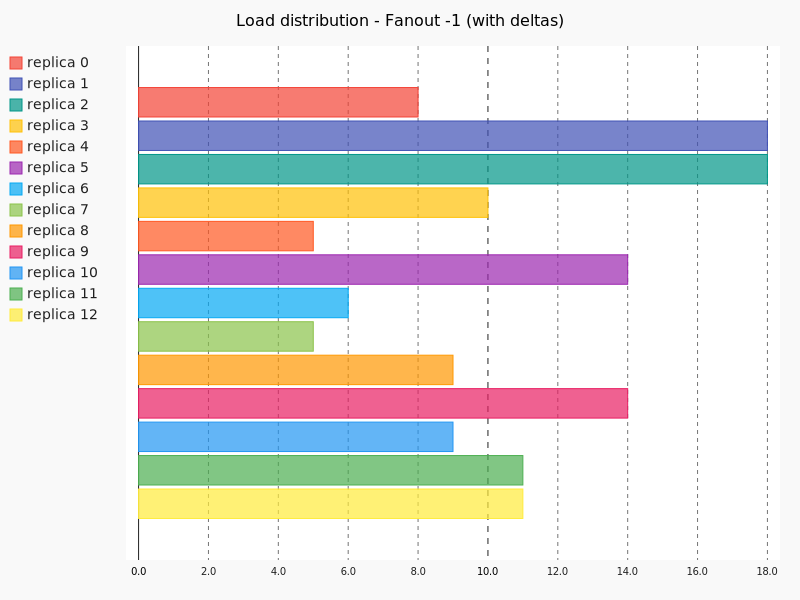 Load distribution - Fanout -1 (with deltas)
replica 0
replica 1
replica 2
replica 3
replica 4
replica 5
replica 6
replica 7
replica 8
replica 9
replica 10
replica 11
replica 12
0.0 2.0 4.0 6.0 8.0 10.0 12.0 14.0 16.0 18.0